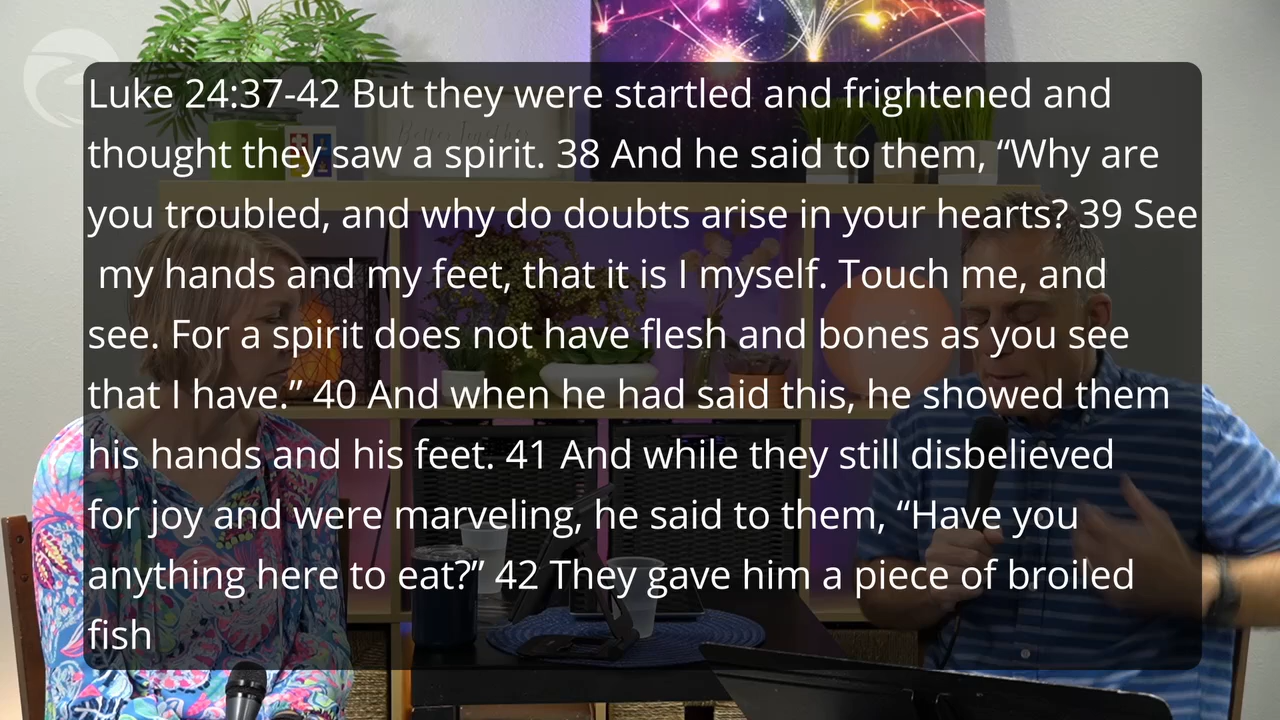 Luke 24:37-42 But they were startled and frightened and
thought they saw a spirit. 38 And he said to them, “Why are
you troubled, and why do doubts arise in your hearts? 39 See
my hands and my feet, that it is I myself. Touch me, and
see. For a spirit does not have flesh and bones as you see
that I have.” 40 And when he had said this, he showed them
his hands and his feet. 41 And while they still disbelieved
for joy and were marveling, he said to them, “Have you
anything here to eat?” 42 They gave him a piece of broiled
fish
Better Together